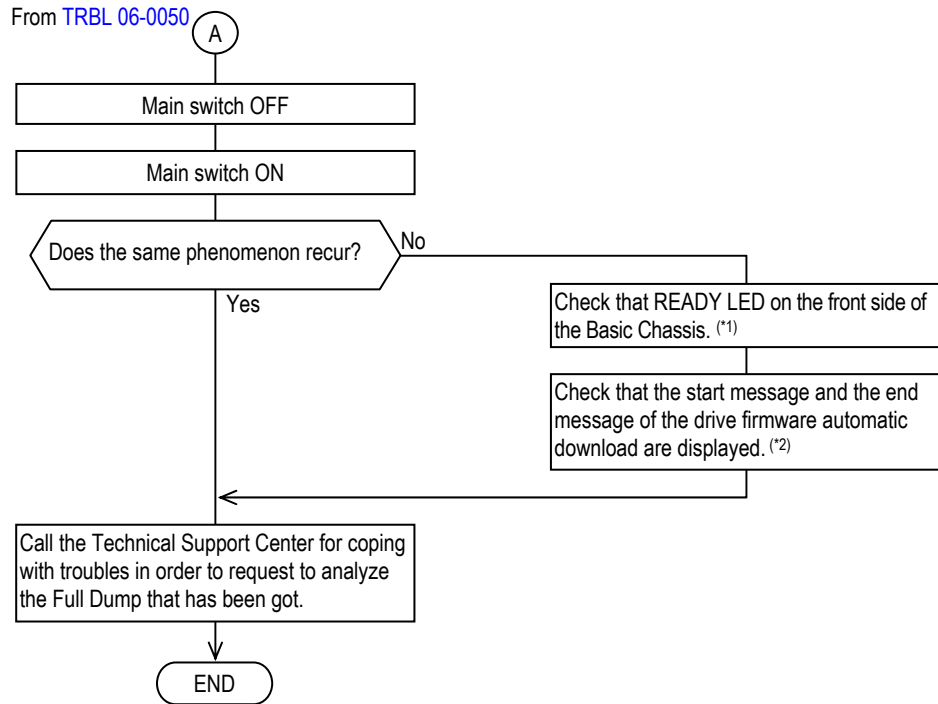 From TRBL 06-0050
A
Main switch OFF
Main switch ON
Does the same phenomenon recur?
No
Yes
Check that READY LED on the front side of
the Basic Chassis. (*1)
Check that the start message and the end
message of the drive firmware automatic
download are displayed. (*2)
Call the Technical Support Center for coping
with troubles in order to request to analyze
the Full Dump that has been got.
END